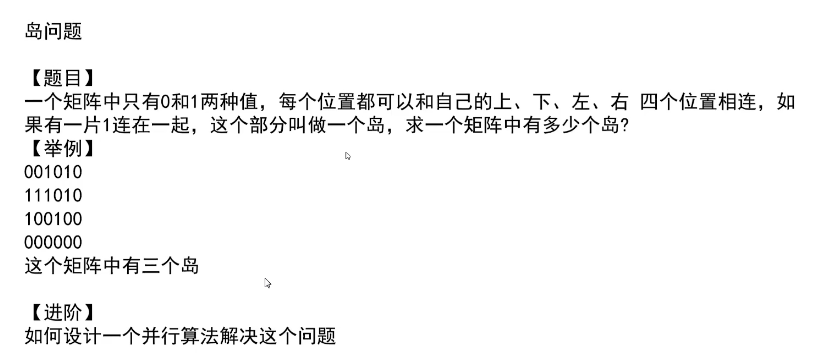 岛问题
【题目】
一个矩阵中只有0和1两种值，每个位置都可以和自己的上、下、左、右 四个位置相连，如
果有一片1连在一起，这个部分叫做一个岛，求一个矩阵中有多少个岛?
【举例】
001010
111010
100100
000000
这个矩阵中有三个岛
【进阶】
如何设计一个并行算法解决这个问题